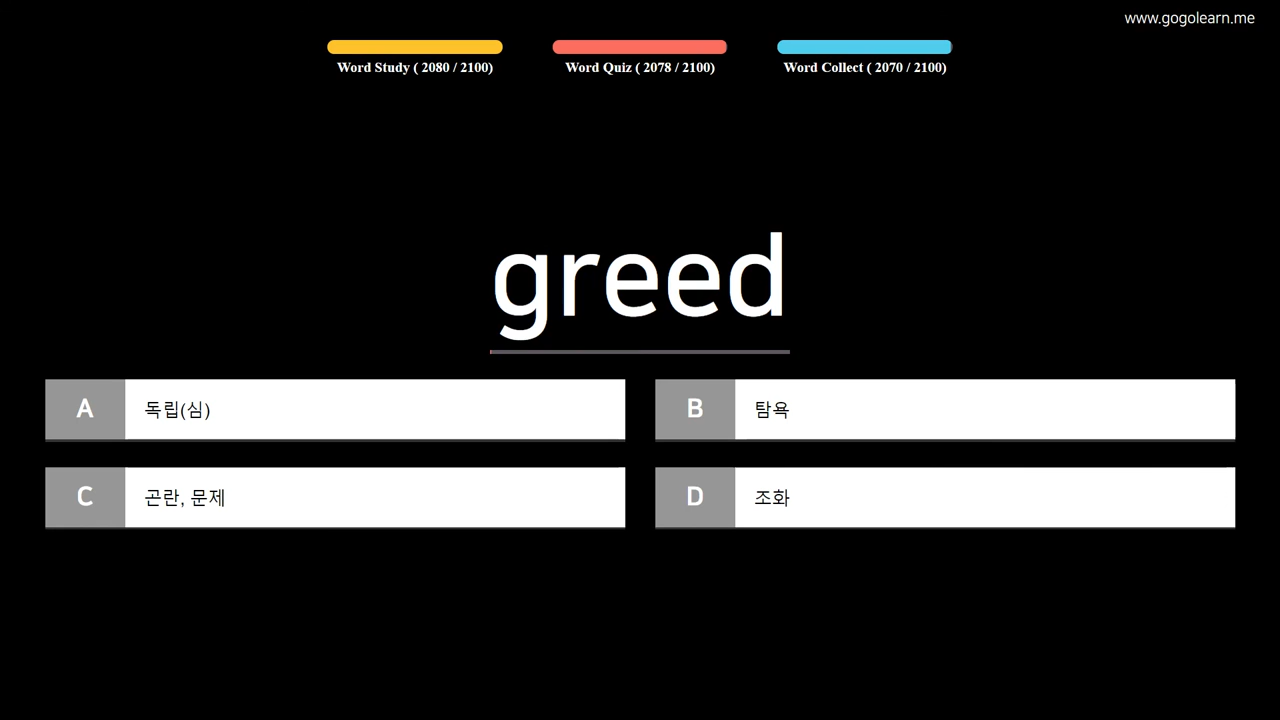 www.gogolearn.me
Word Study ( 2080 / 2100)
Word Quiz ( 2078 / 2100)
Word Collect ( 2070 / 2100)
greed
A 독립(심)
B 탐욕
C 곤란, 문제
D 조화